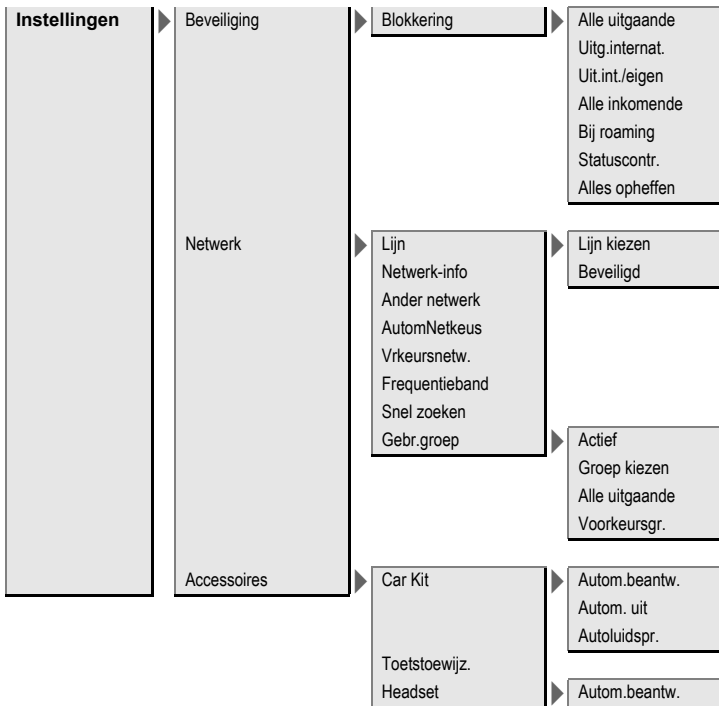 Instellingen Beveiliging Blokkering Alle uitgaande
Uitg.internat.
Uit.int./eigen
Alle inkomende
Bij roaming
Statuscontr.
Alles opheffen
Netwerk Lijn Lijn kiezen
Netwerk-info Beveiligd
Ander netwerk
AutomNetkeus
Vrkeursnetw.
Frequentieband
Snel zoeken
Gebr.groep Actief
Groep kiezen
Alle uitgaande
Voorkeursgr.
Accessoires Car Kit Autom.beantw.
Autom. uit
Autoluidspr.
Toetstoewijz.
Headset Autom.beantw.